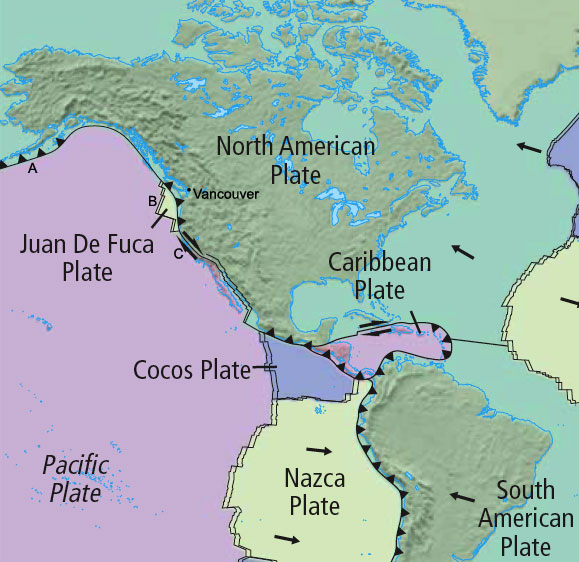 North American
Plate
A
Vancouver
B
Juan De Fuca
Plate
C
Caribbean
Plate
Cocos Plate
Pacific
Plate
Nazca
Plate
South
American
Plate